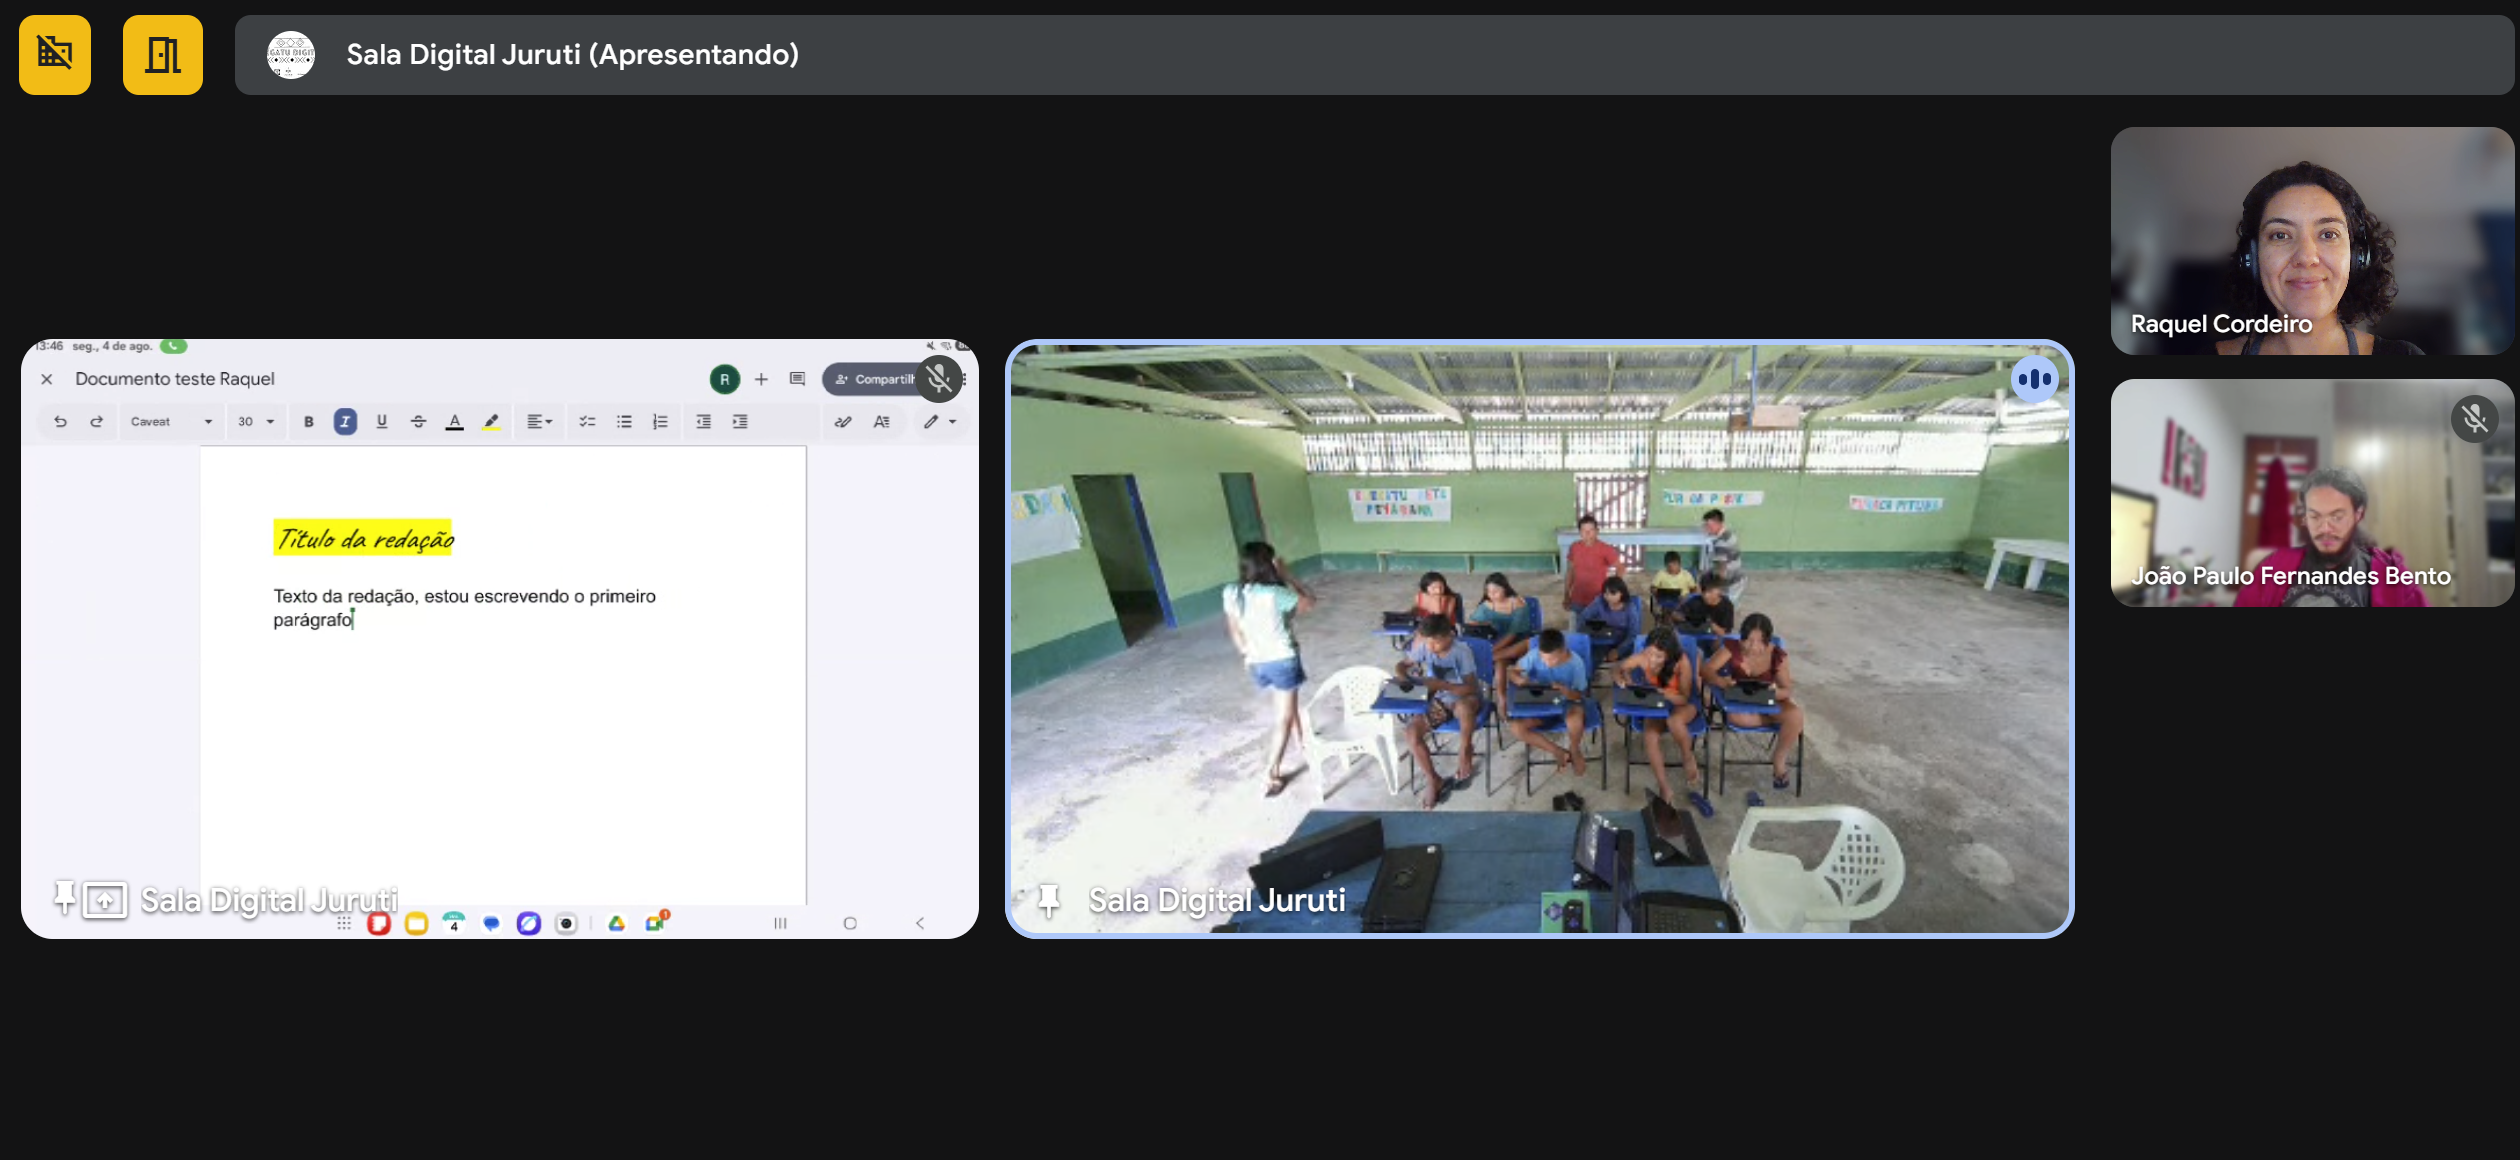 Sala Digital Juruti (Apresentando)
13:46 seg., 4 de ago.
Documento teste Raquel
R
Compartilh
Caveat
30
B I U S A
Título da redação
Texto da redação, estou escrevendo o primeiro
parágrafo
4
Sala Digital Juruti
Sala Digital Juruti
Raquel Cordeiro
João Paulo Fernandes Bento